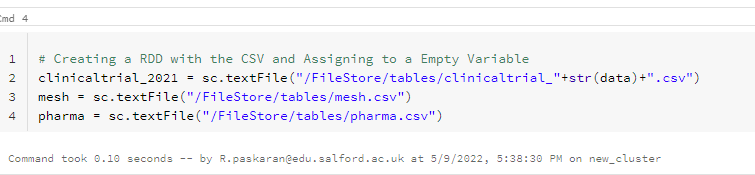 Cmd 4
1 # Creating a RDD with the CSV and Assigning to a Empty Variable
2 clinicaltrial_2021 = sc.textFile("/FileStore/tables/clinicaltrial_"+str(data)+".csv")
3 mesh = sc.textFile("/FileStore/tables/mesh.csv")
4 pharma = sc.textFile("/FileStore/tables/pharma.csv")
Command took 0.10 seconds -- by R.paskaran@edu.salford.ac.uk at 5/9/2022, 5:38:30 PM on new_cluster